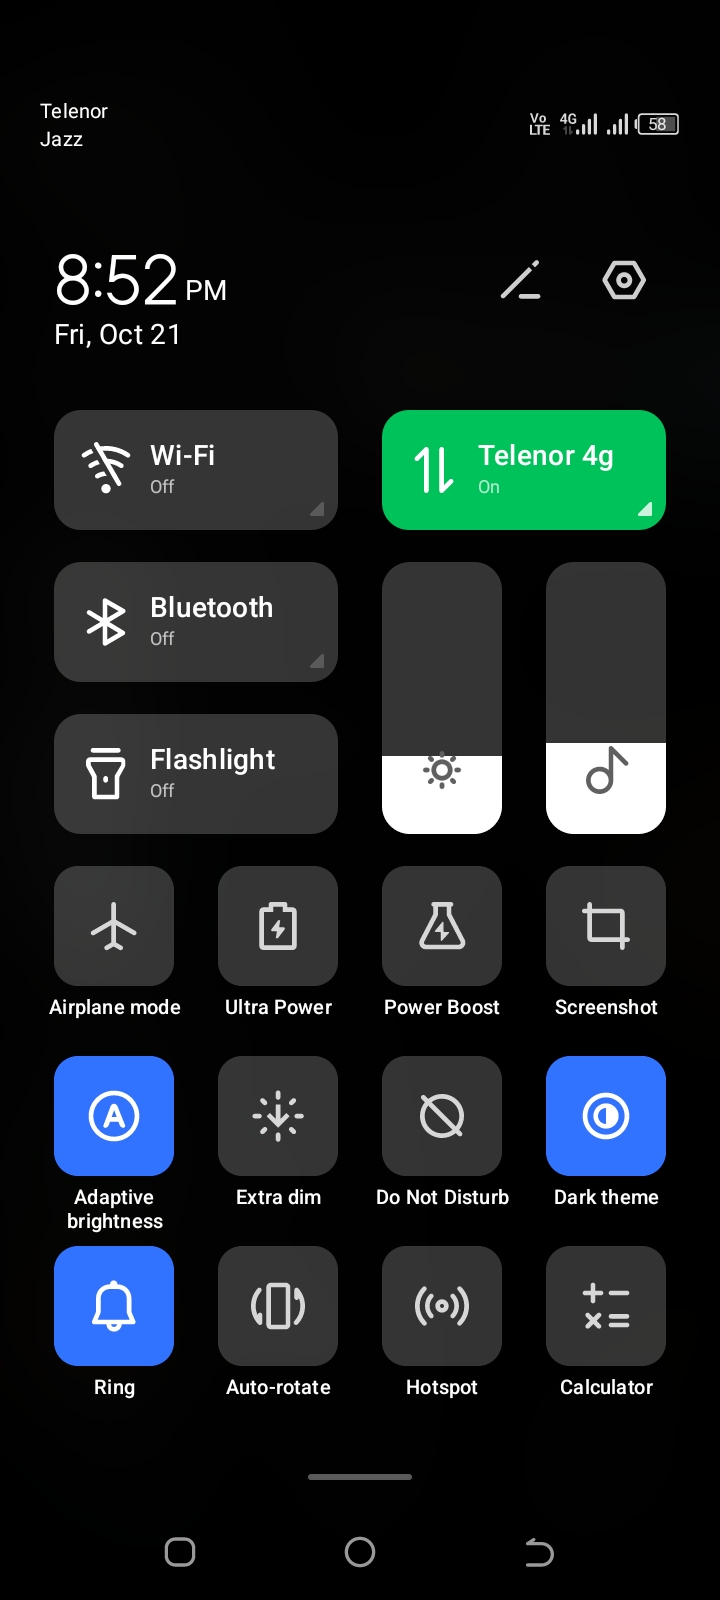 Telenor
Jazz
Vo LTE 4G 58
8:52 PM
Fri, Oct 21
Wi-Fi
Off
Telenor 4g
On
Bluetooth
Off
Flashlight
Off
Airplane mode
Ultra Power
Power Boost
Screenshot
Adaptive brightness
Extra dim
Do Not Disturb
Dark theme
Ring
Auto-rotate
Hotspot
Calculator